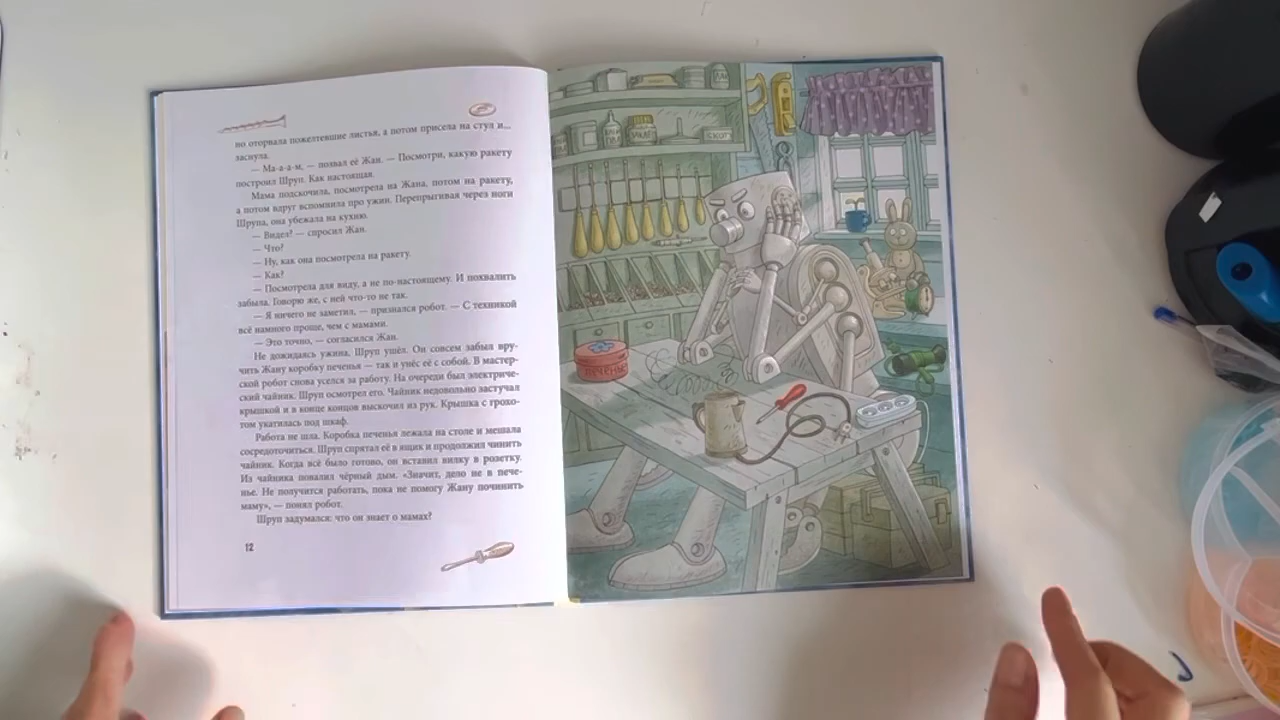 но оторвала пожелтевшие листья, а потом присела на стул и...
заснула.
— Ма-а-а-м, — позвал её Жан. — Посмотри, какую ракету
построил Шруп. Как настоящая.
Мама подскочила, посмотрела на Жана, потом на ракету,
а потом вдруг вспомнила про ужин. Перепрыгивая через ноги
Шрупа, она убежала на кухню.
— Видел? — спросил Жан.
— Что?
— Ну, как она посмотрела на ракету.
— Как?
— Посмотрела для виду, а не по-настоящему. И похвалить
забыла. Говорю же, с ней что-то не так.
— Я ничего не заметил, — признался робот. — С техникой
всё намного проще, чем с мамами.
— Это точно, — согласился Жан.
Не дожидаясь ужина, Шруп ушёл. Он совсем забыл вру-
чить Жану коробку печенья — так и унёс её с собой. В мастер-
ской робот снова уселся за работу. На очереди был электриче-
ский чайник. Шруп осмотрел его. Чайник недовольно застучал
крышкой и в конце концов выскочил из рук. Крышка с грохо-
том укатилась под шкаф.
Работа не шла. Коробка печенья лежала на столе и мешала
сосредоточиться. Шруп спрятал её в ящик и продолжил чинить
чайник. Когда всё было готово, он вставил вилку в розетку.
Из чайника повалил чёрный дым. «Значит, дело не в пече-
нье. Не получится работать, пока не помогу Жану починить
маму», — понял робот.
Шруп задумался: что он знает о мамах?
12
ПЕЧЕНЬЕ